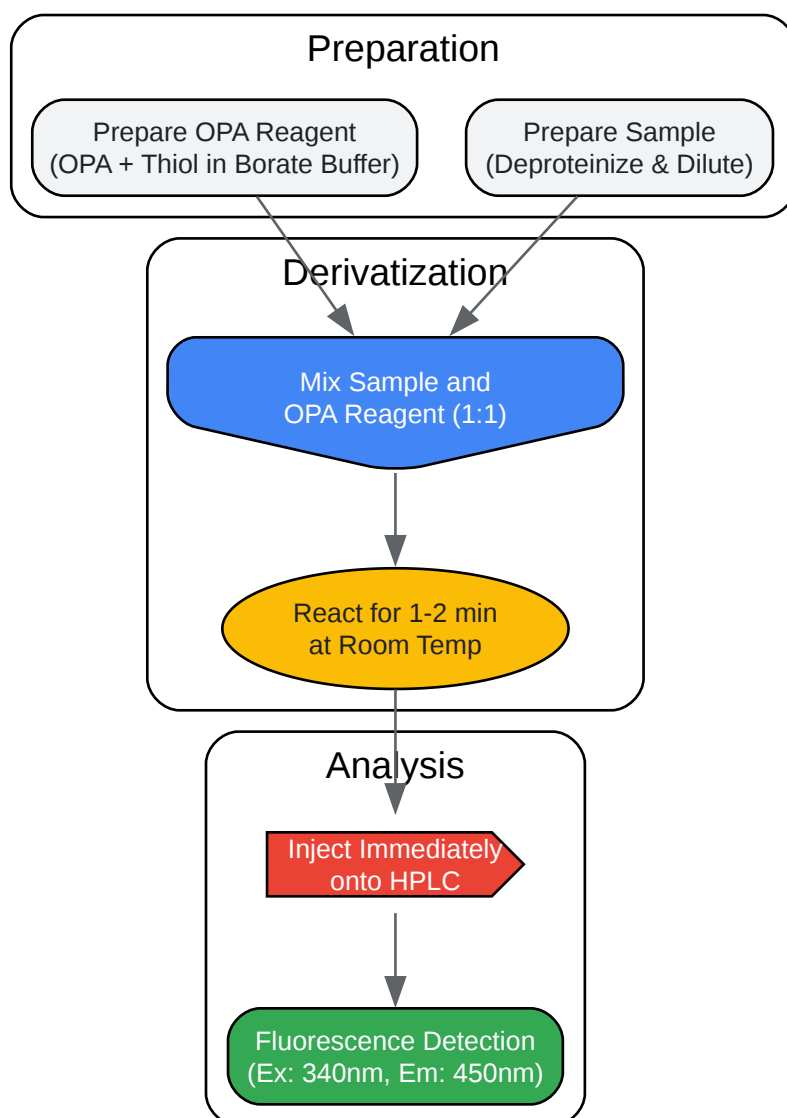 Preparation
Prepare OPA Reagent
(OPA + Thiol in Borate Buffer)
Prepare Sample
(Deproteinize & Dilute)
Derivatization
Mix Sample and
OPA Reagent (1:1)
React for 1-2 min
at Room Temp
Analysis
Inject Immediately
onto HPLC
Fluorescence Detection
(Ex: 340nm, Em: 450nm)